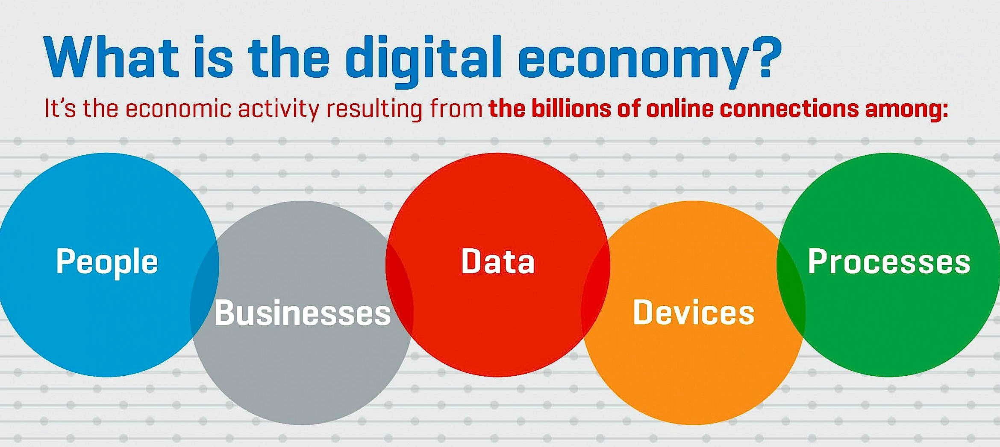 What is the digital economy?
It's the economic activity resulting from the billions of online connections among:
People
Businesses
Data
Devices
Processes